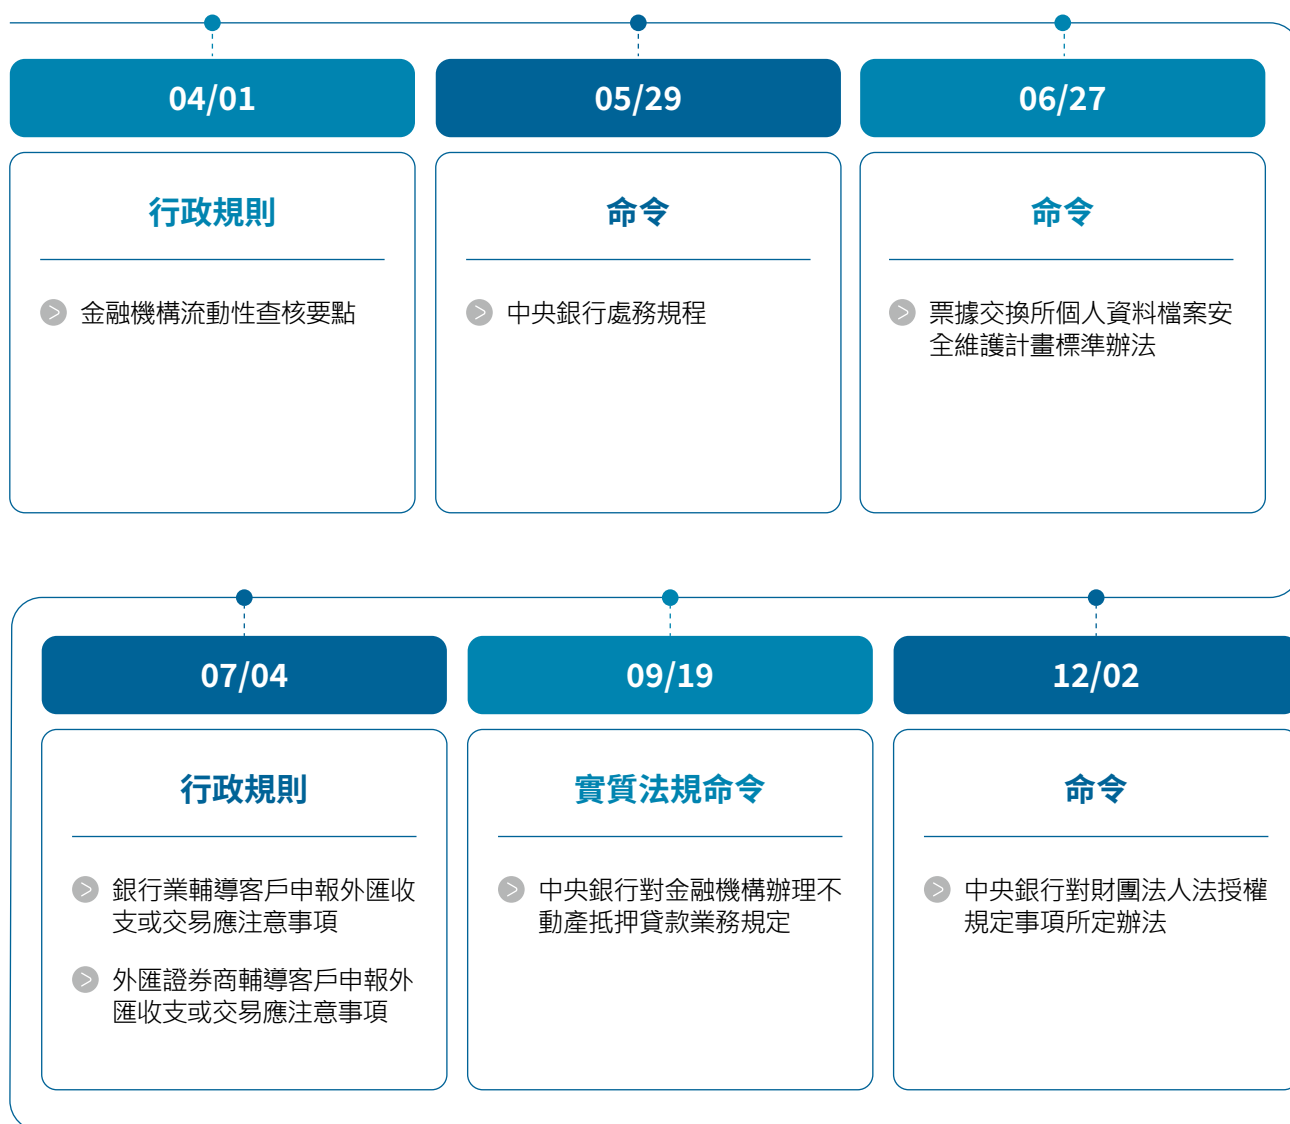 04/01
05/29
06/27
行政規則
命令
命令
金融機構流動性查核要點
中央銀行處務規程
票據交換所個人資料檔案安
全維護計畫標準辦法
07/04
09/19
12/02
行政規則
實質法規命令
命令
銀行業輔導客戶申報外匯收
支或交易應注意事項
外匯證券商輔導客戶申報外
匯收支或交易應注意事項
中央銀行對金融機構辦理不
動產抵押貸款業務規定
中央銀行對財團法人法授權
規定事項所定辦法